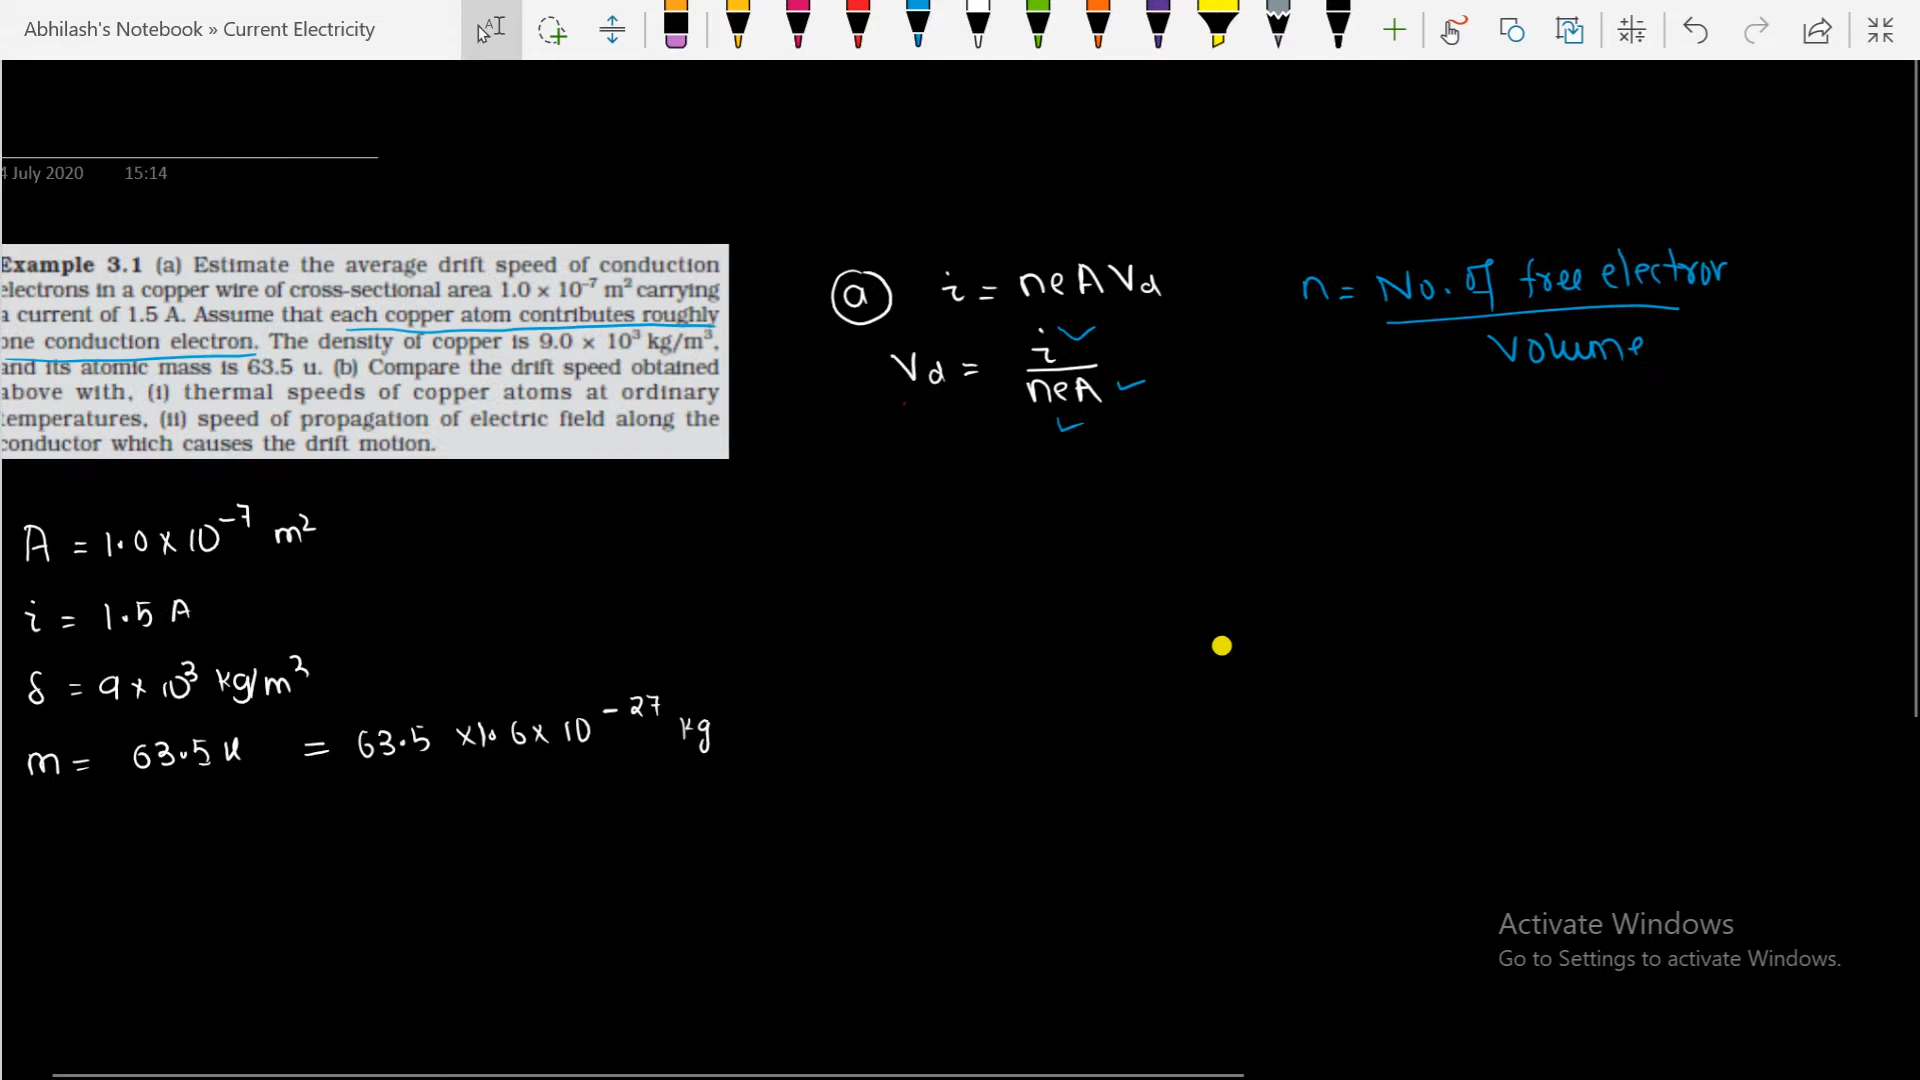 Abhilash's Notebook » Current Electricity
4 July 2020 15:14
Example 3.1 (a) Estimate the average drift speed of conduction
electrons in a copper wire of cross-sectional area 1.0 × 10⁻⁷ m² carrying
a current of 1.5 A. Assume that each copper atom contributes roughly
one conduction electron. The density of copper is 9.0 × 10³ kg/m³,
and its atomic mass is 63.5 u. (b) Compare the drift speed obtained
above with, (i) thermal speeds of copper atoms at ordinary
temperatures, (ii) speed of propagation of electric field along the
conductor which causes the drift motion.
A = 1.0 × 10⁻⁷ m²
i = 1.5 A
δ = 9 × 10³ kg/m³
m = 63.5 u = 63.5 × 1.6 × 10⁻²⁷ kg
(a) i = neAVd
Vd = i / neA
n = No. of free electron / Volume
Activate Windows
Go to Settings to activate Windows.